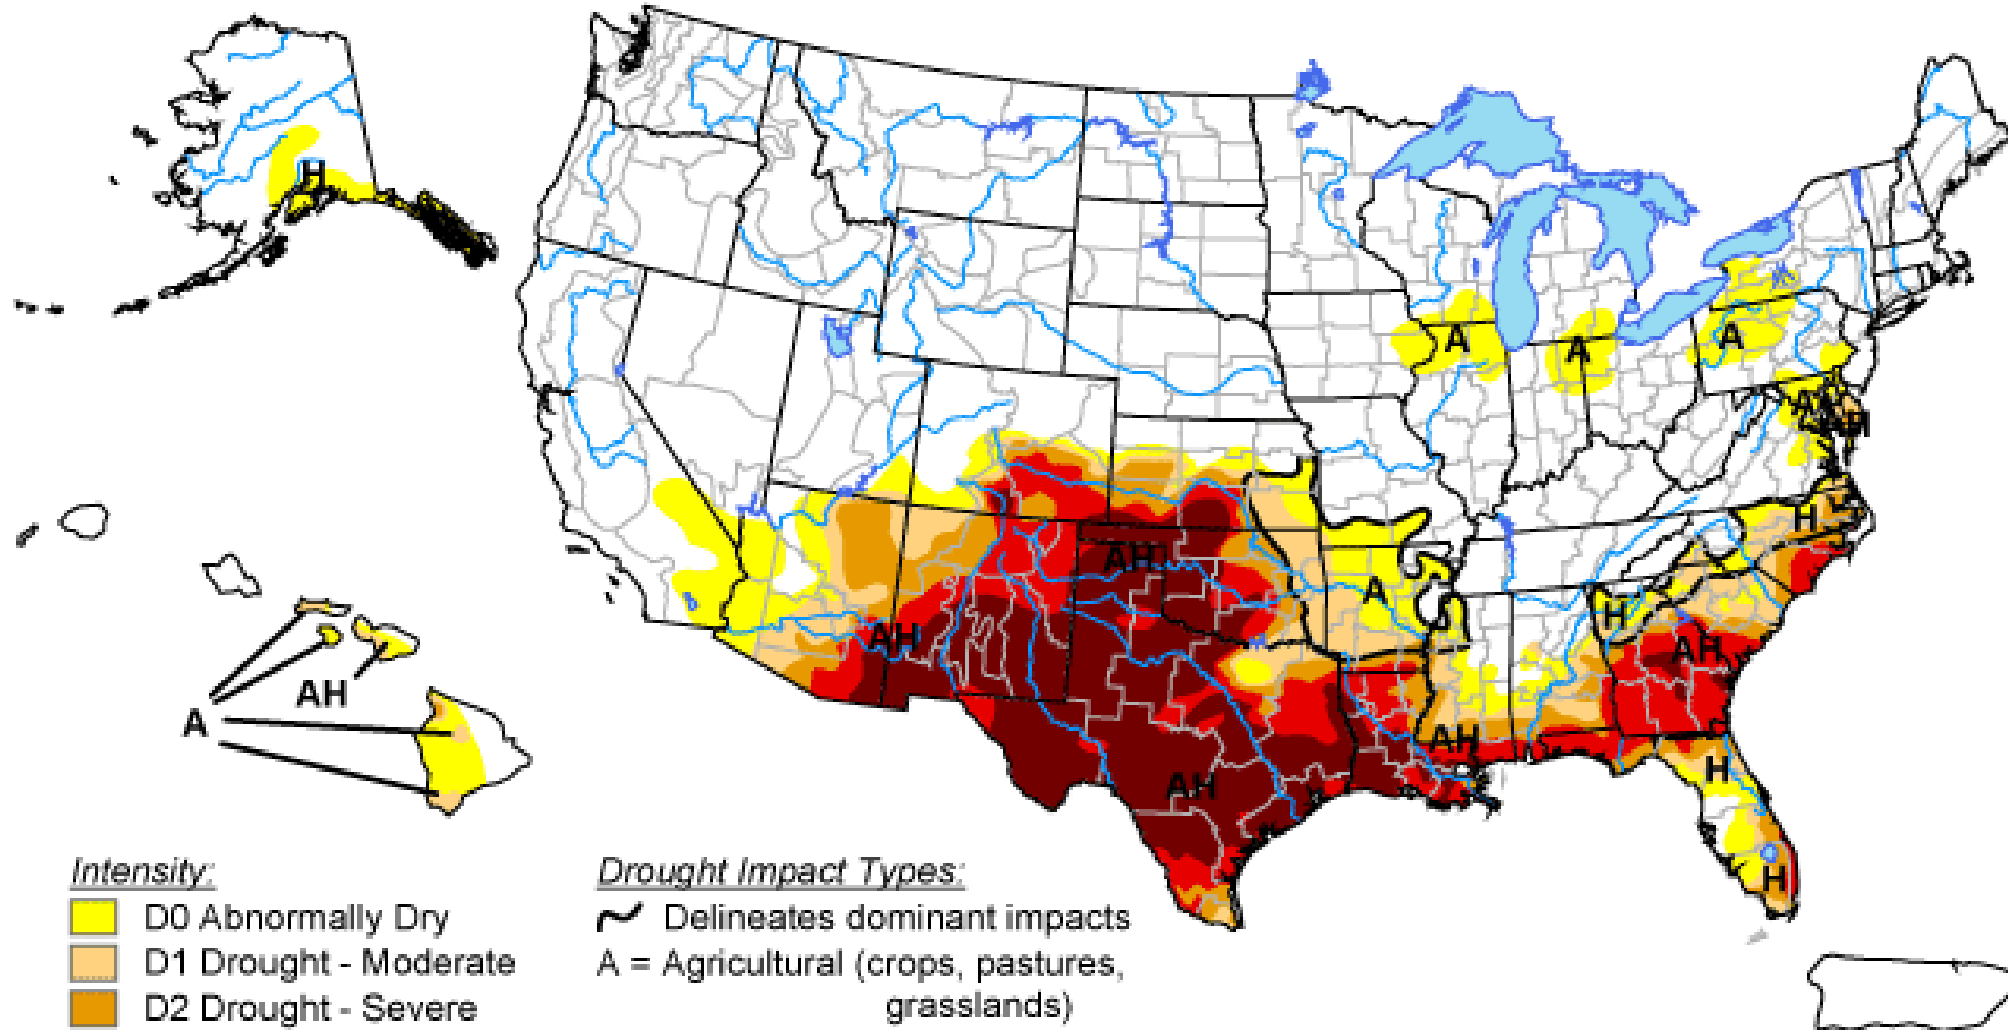 H
A
A
A
AH
H
AH
A
H
AH
AH
AH
AH
A
AH
AH
H
H
Intensity:
D0 Abnormally Dry
D1 Drought - Moderate
D2 Drought - Severe
Drought Impact Types:
Delineates dominant impacts
A = Agricultural (crops, pastures,
grasslands)